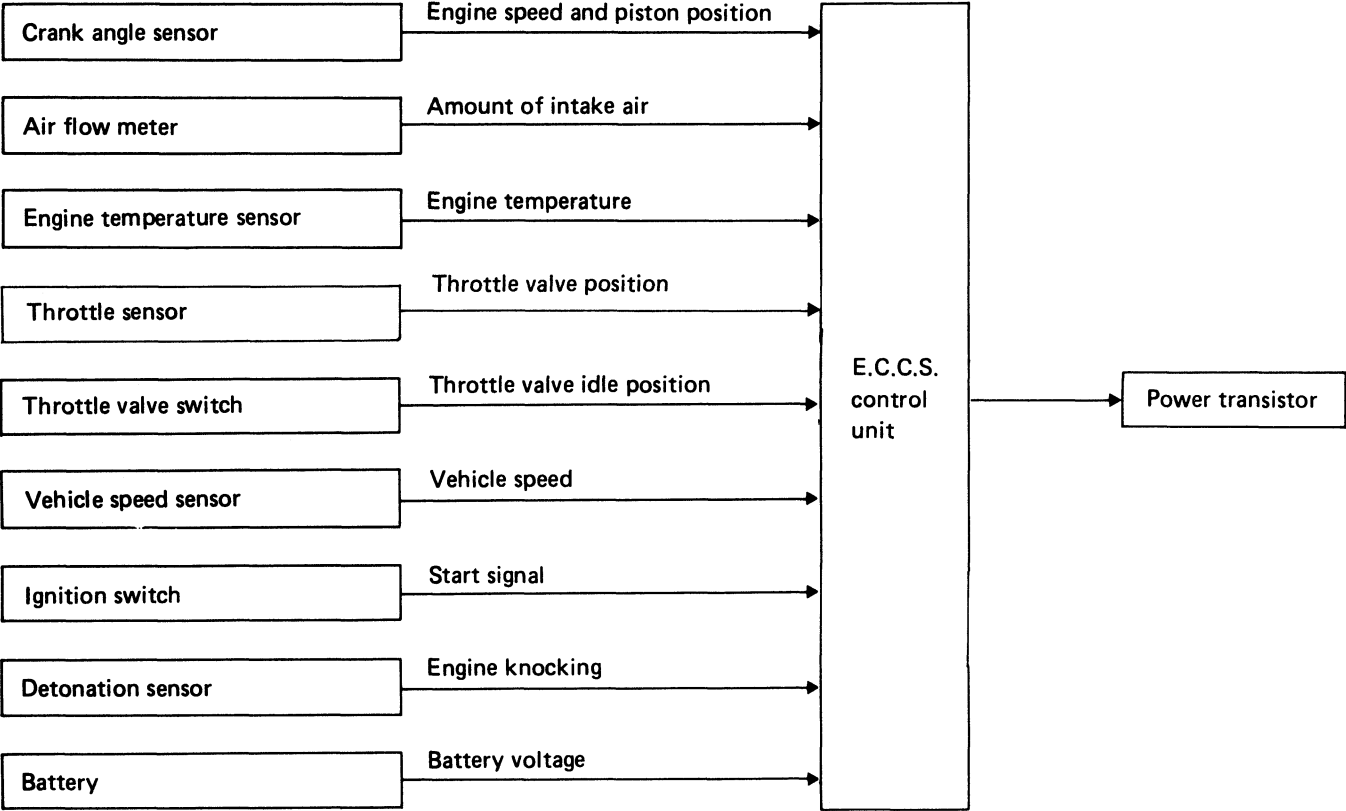 Crank angle sensor
Engine speed and piston position
Air flow meter
Amount of intake air
Engine temperature sensor
Engine temperature
Throttle sensor
Throttle valve position
Throttle valve switch
Throttle valve idle position
Vehicle speed sensor
Vehicle speed
Ignition switch
Start signal
Detonation sensor
Engine knocking
Battery
Battery voltage
E.C.C.S.
control
unit
Power transistor